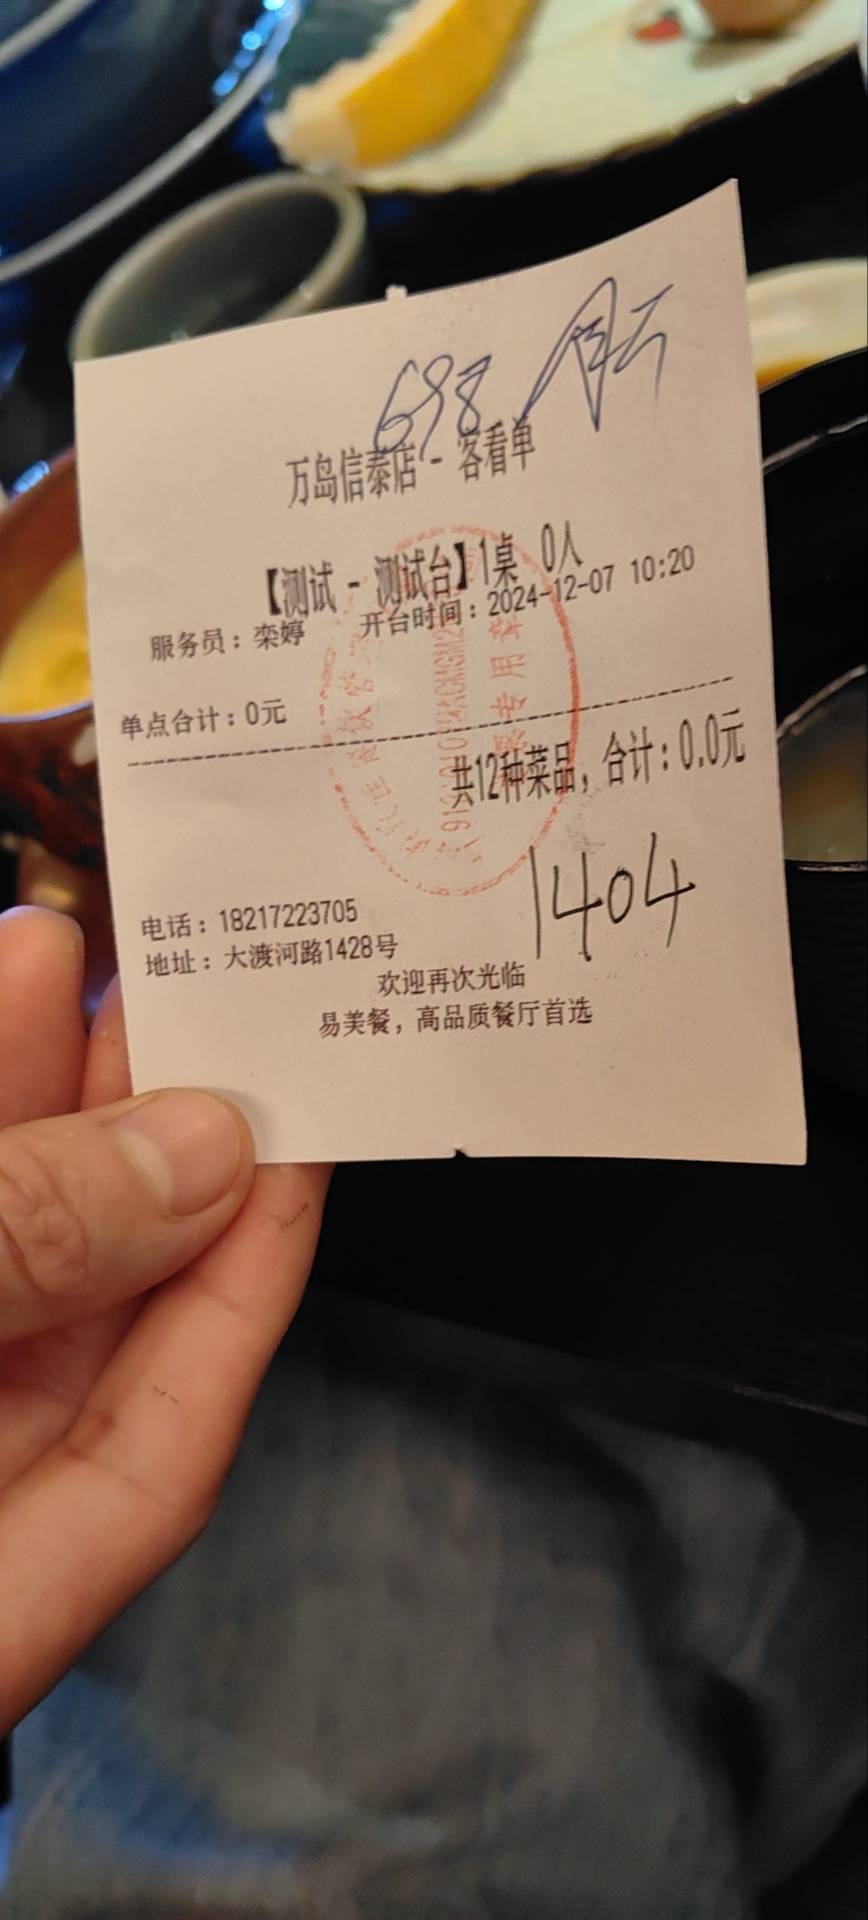 698
万岛信泰店 - 客看单
【测试 - 测试台】1桌 0人
服务员：栾婷 开台时间：2024-12-07 10:20
单点合计：0元
共12种菜品，合计：0.0元
1404
电话：18217223705
地址：大渡河路1428号
欢迎再次光临
易美餐，高品质餐厅首选